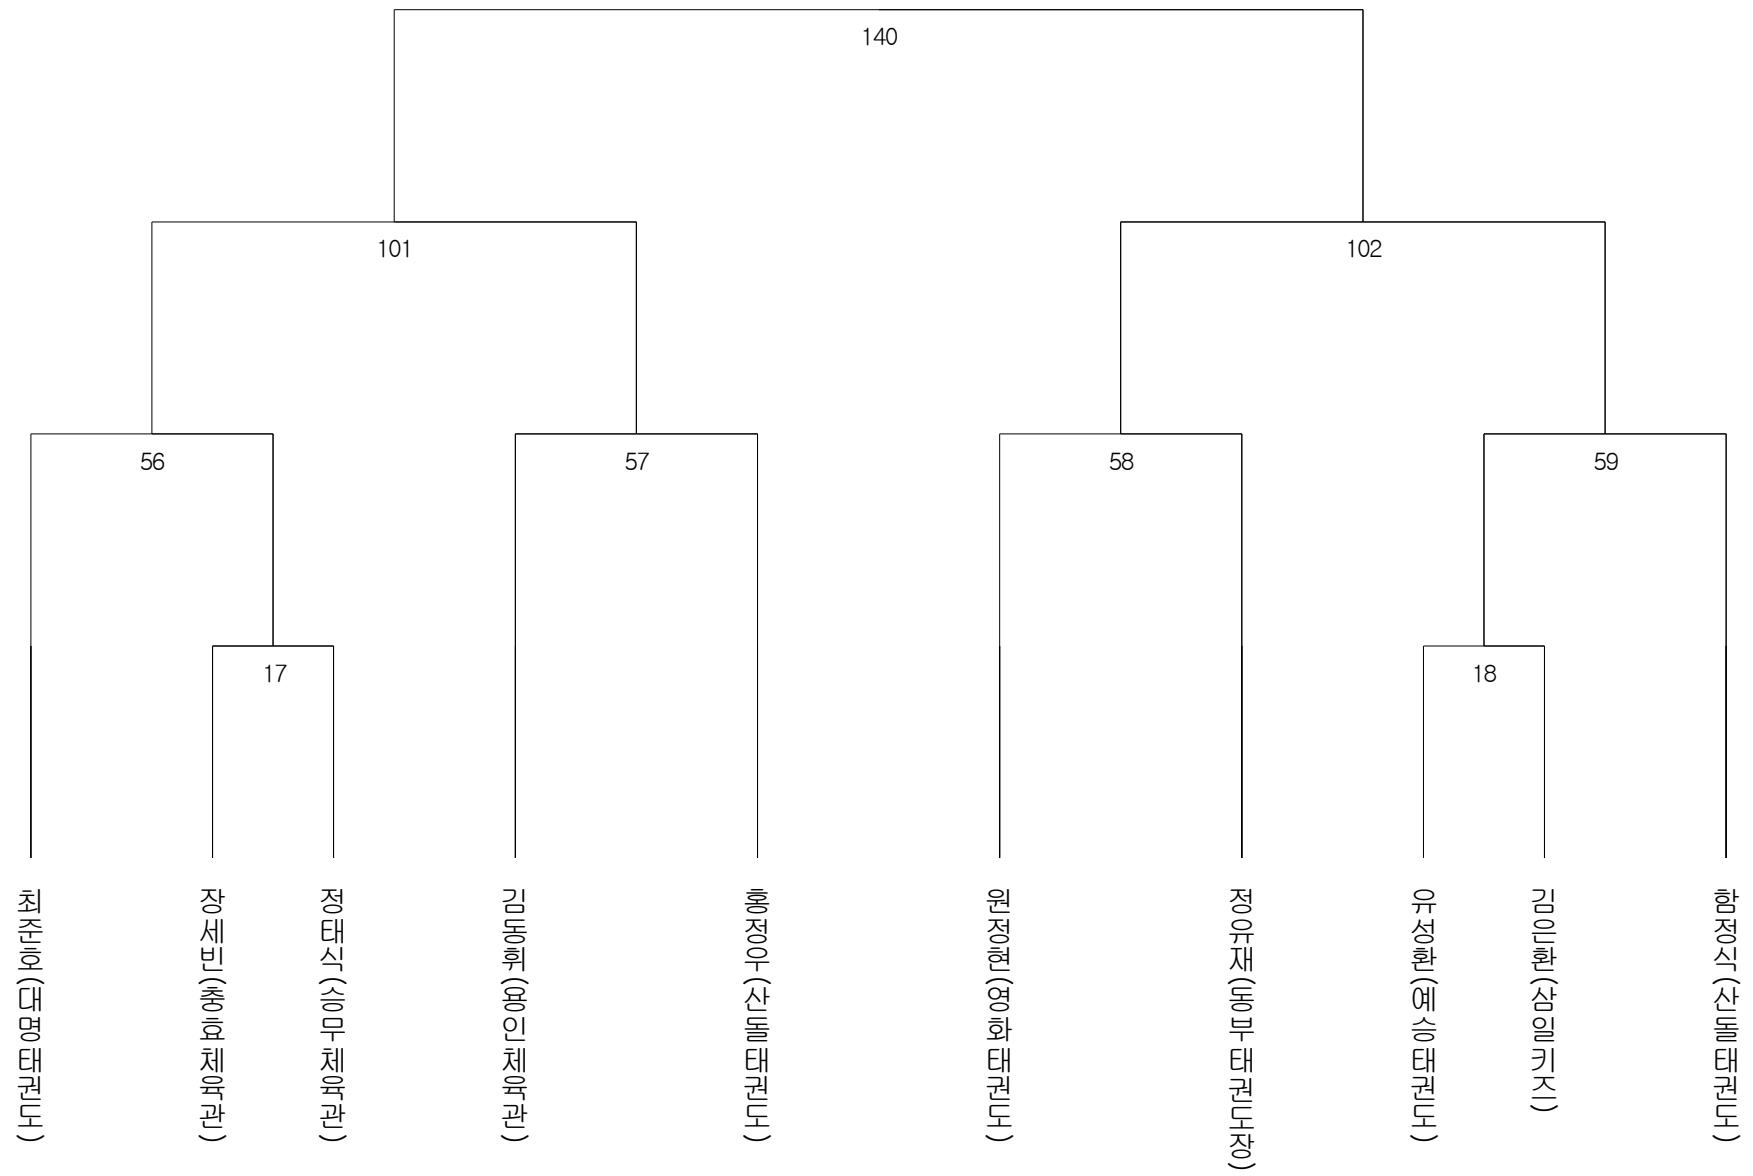 140
101
102
56
57
58
59
17
18
최준호(대명태권도)
장세빈(충효체육관)
정태식(승무체육관)
김동휘(용인체육관)
홍정우(산돌태권도)
원정현(영화태권도)
정유재(동부태권도장)
유성환(예승태권도)
김은환(삼일키즈)
함정식(산돌태권도)